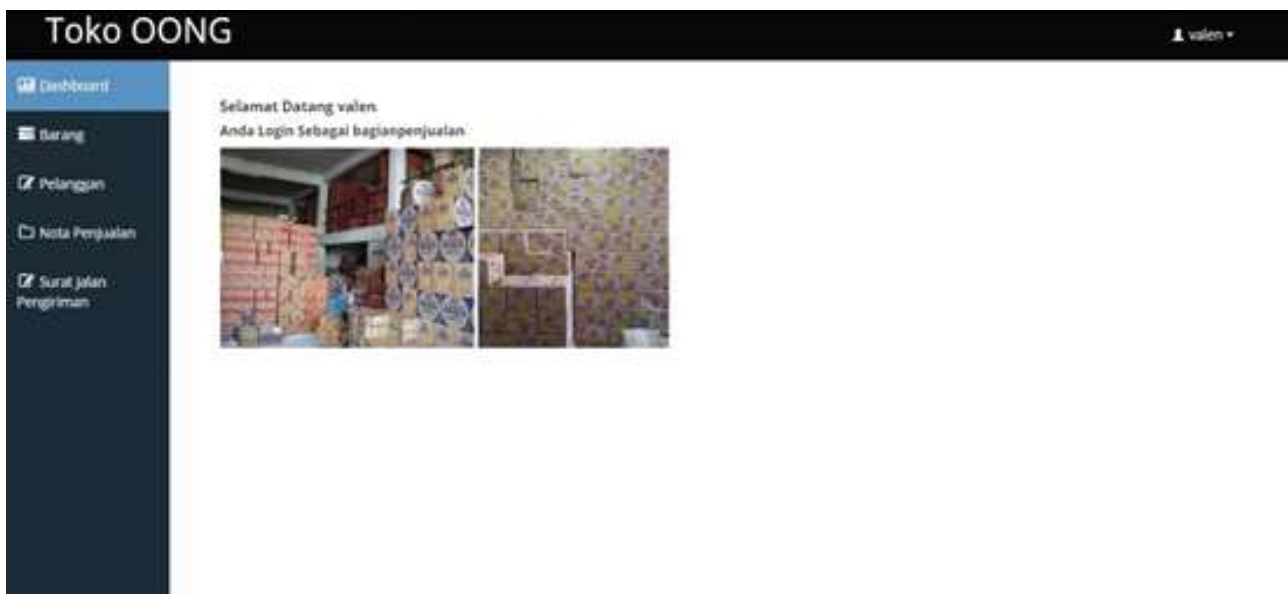 Toko OONG
valen
Dashboard
Barang
Pelanggan
Nota Penjualan
Surat Jalan
Pengiriman
Selamat Datang valen
Anda Login Sebagai bagianpenjualan